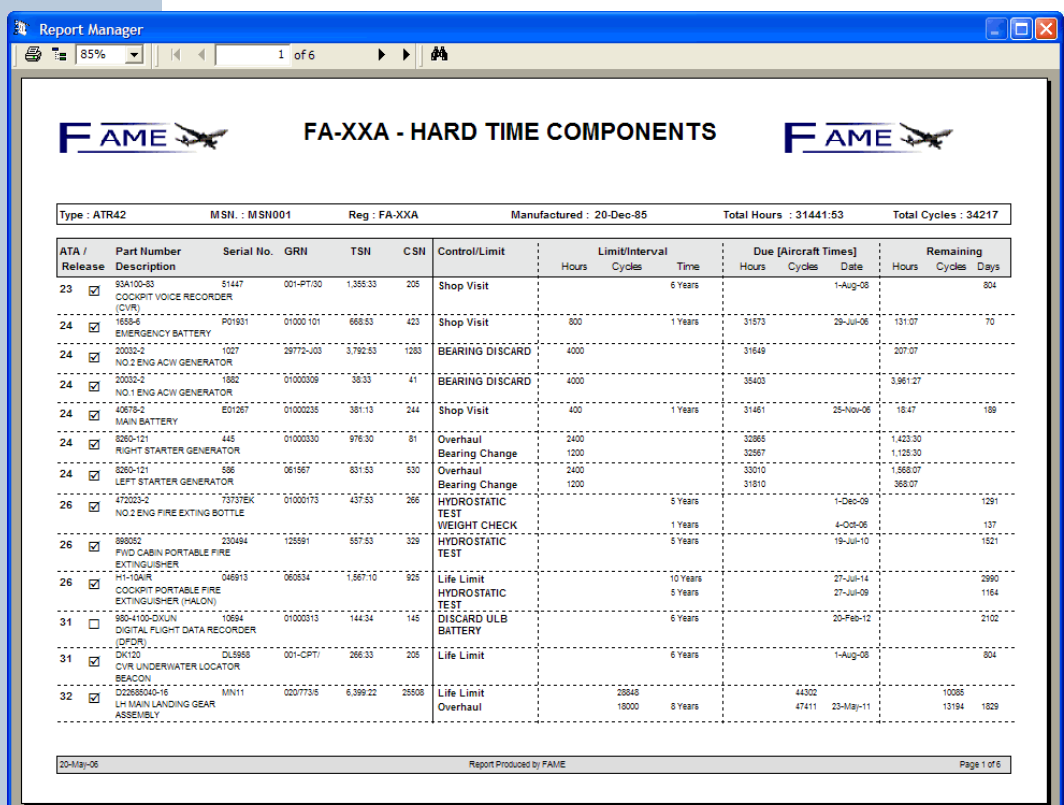 Report Manager
85% 1 of 6
FAME FA-XXA - HARD TIME COMPONENTS FAME
Type : ATR42 MSN. : MSN001 Reg : FA-XXA Manufactured : 20-Dec-85 Total Hours : 31441:53 Total Cycles : 34217
ATA / Part Number Serial No. GRN TSN CSN Control/Limit Limit/Interval Due [Aircraft Times] Remaining
Release Description Hours Cycles Time Hours Cycles Date Hours Cycles Days
23 93A100-83 51447 001-PT/30 1,355:33 205 Shop Visit 6 Years 1-Aug-08 804
COCKPIT VOICE RECORDER
(CVR)
24 1658-6 P01931 01000101 668:53 423 Shop Visit 800 1 Years 31573 29-Jul-06 131:07 70
EMERGENCY BATTERY
24 20032-2 1027 29772-J03 3,792:53 1283 BEARING DISCARD 4000 31649 207:07
NO.2 ENG ACW GENERATOR
24 20032-2 1882 01000309 38:33 41 BEARING DISCARD 4000 35403 3,961:27
NO.1 ENG ACW GENERATOR
24 40678-2 E01267 01000235 381:13 244 Shop Visit 400 1 Years 31461 25-Nov-06 18:47 189
MAIN BATTERY
24 8260-121 445 01000330 976:30 81 Overhaul 2400 32865 1,423:30
RIGHT STARTER GENERATOR Bearing Change 1200 32567 1,125:30
24 8260-121 586 061567 831:53 530 Overhaul 2400 33010 1,568:07
LEFT STARTER GENERATOR Bearing Change 1200 31810 368:07
26 472023-2 73737EK 01000173 437:53 266 HYDROSTATIC 5 Years 1-Dec-09 1291
NO.2 ENG FIRE EXTING BOTTLE TEST
WEIGHT CHECK 1 Years 4-Oct-06 137
26 898052 230494 125591 557:53 329 HYDROSTATIC 5 Years 19-Jul-10 1521
FWD CABIN PORTABLE FIRE TEST
EXTINGUISHER
26 H1-10AIR 046913 060534 1,567:10 925 Life Limit 10 Years 27-Jul-14 2990
COCKPIT PORTABLE FIRE HYDROSTATIC 5 Years 27-Jul-09 1164
EXTINGUISHER (HALON) TEST
31 980-4100-DXUN 10694 01000313 144:34 145 DISCARD ULB 6 Years 20-Feb-12 2102
DIGITAL FLIGHT DATA RECORDER BATTERY
(DFDR)
31 DK120 DL5958 001-CPT/ 266:33 205 Life Limit 6 Years 1-Aug-08 804
CVR UNDERWATER LOCATOR
BEACON
32 D22685040-16 MN11 020/773/5 6,399:22 25508 Life Limit 28848 44302 10085
LH MAIN LANDING GEAR Overhaul 18000 8 Years 47411 23-May-11 13194 1829
ASSEMBLY
20-May-06 Report Produced by FAME Page 1 of 6